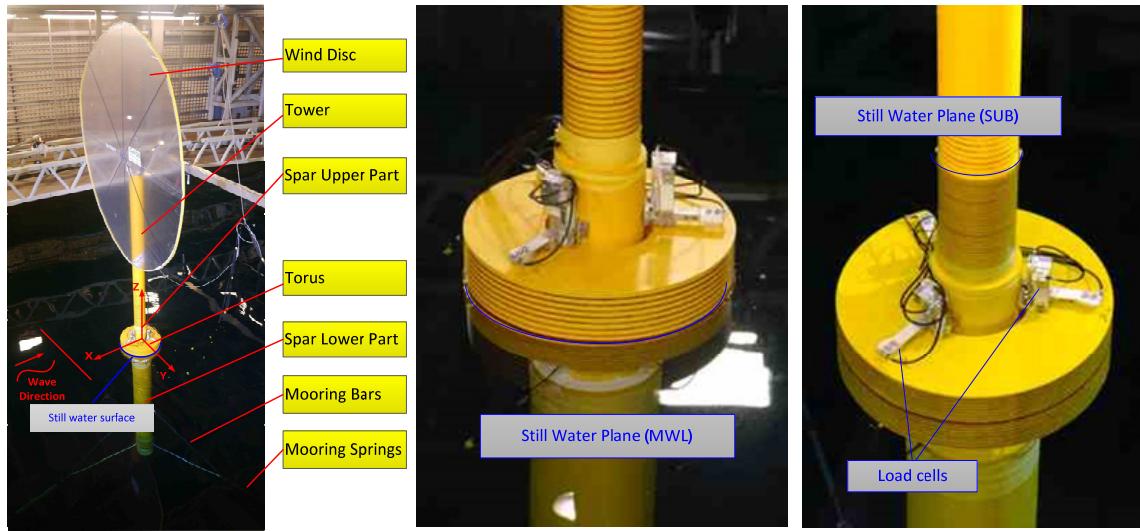 Wind Disc
Tower
Spar Upper Part
Torus
Spar Lower Part
Mooring Bars
Mooring Springs
Z
X
Y
Wave
Direction
Still water surface
Still Water Plane (MWL)
Still Water Plane (SUB)
Load cells